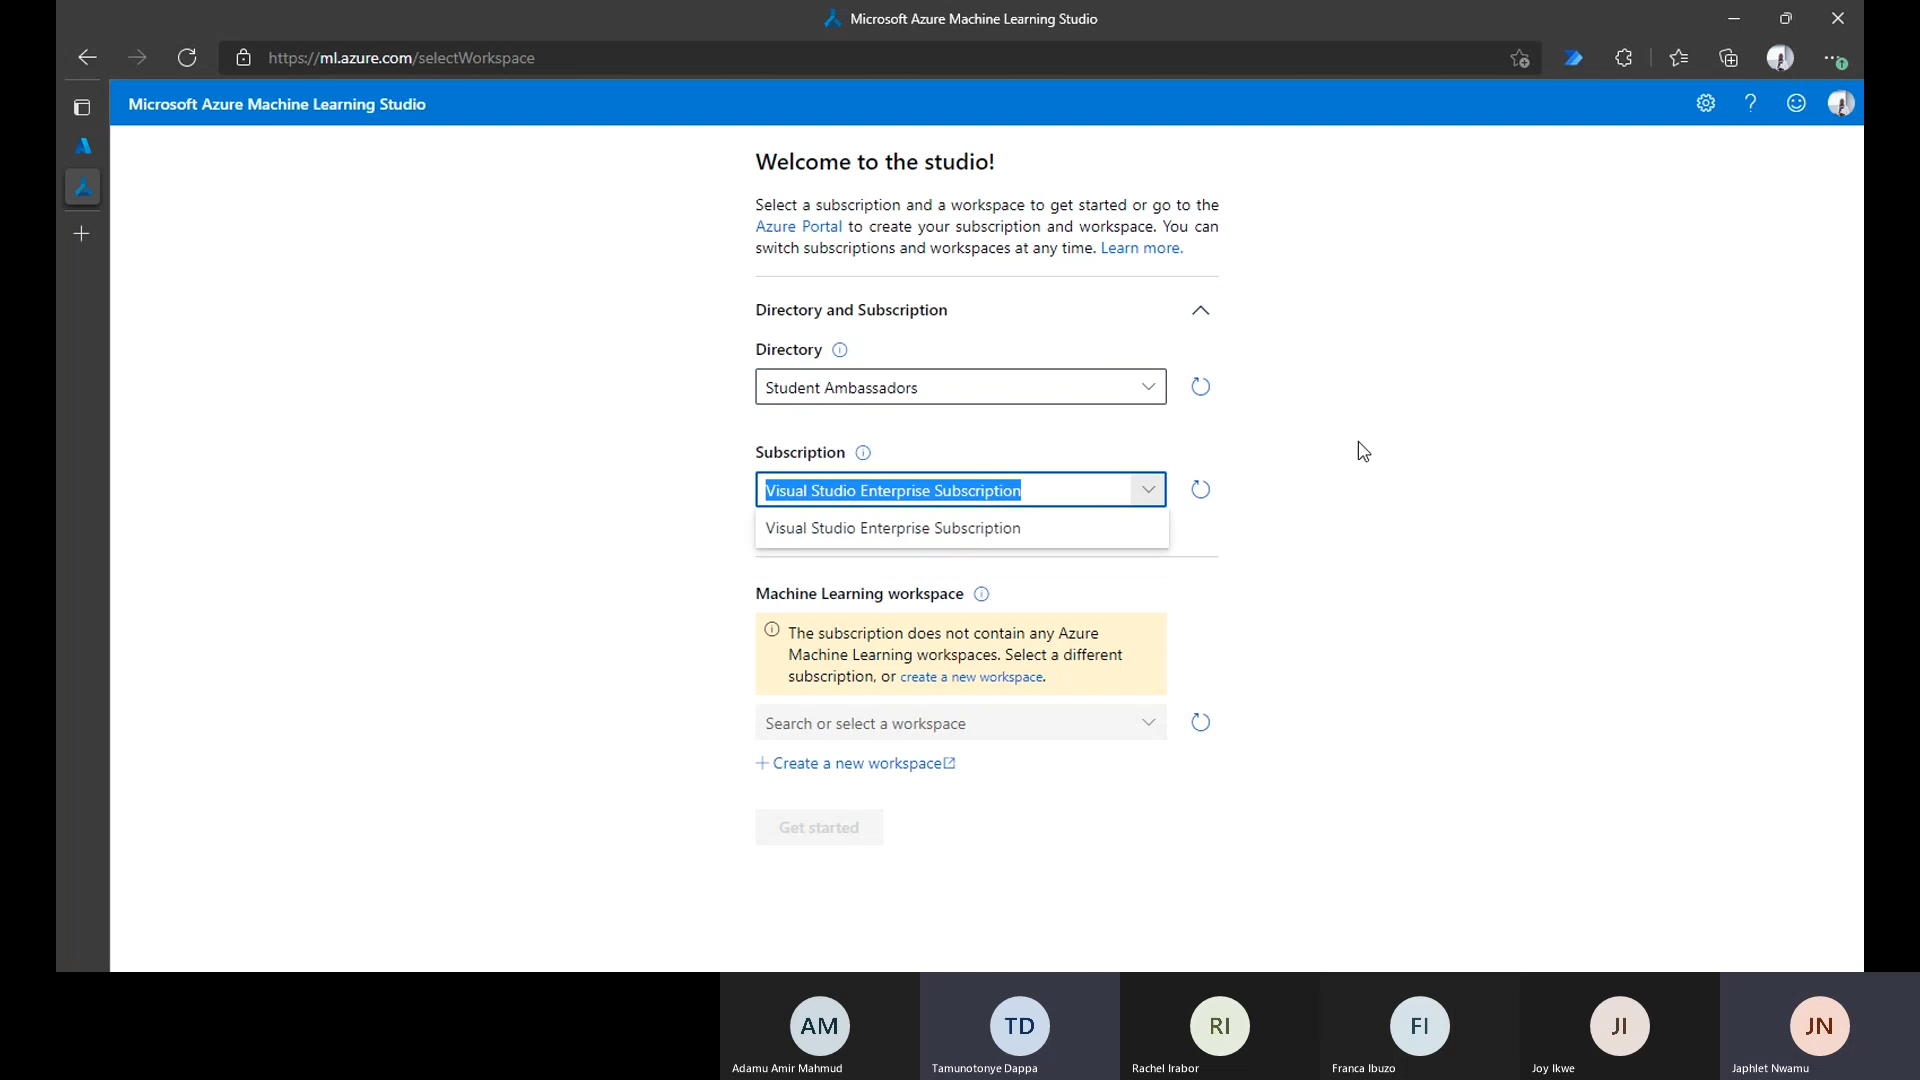 Microsoft Azure Machine Learning Studio
https://ml.azure.com/selectWorkspace
Microsoft Azure Machine Learning Studio
Welcome to the studio!
Select a subscription and a workspace to get started or go to the
Azure Portal to create your subscription and workspace. You can
switch subscriptions and workspaces at any time. Learn more.
Directory and Subscription
Directory
Student Ambassadors
Subscription
Visual Studio Enterprise Subscription
Visual Studio Enterprise Subscription
Machine Learning workspace
The subscription does not contain any Azure
Machine Learning workspaces. Select a different
subscription, or create a new workspace.
Search or select a workspace
Create a new workspace
Get started
AM
TD
RI
FI
JI
JN
Adamu Amir Mahmud
Tamunotonye Dappa
Rachel Irabor
Franca Ibuzo
Joy Ikwe
Japhlet Nwamu